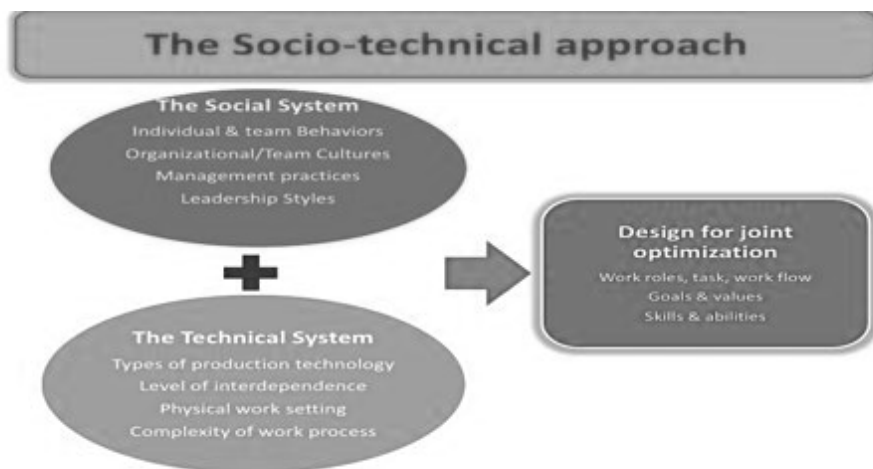 The Socio-technical approach
The Social System
Individual & team Behaviors
Organizational/Team Cultures
Management practices
Leadership Styles
The Technical System
Types of production technology
Level of interdependence
Physical work setting
Complexity of work process
Design for joint
optimization
Work roles, task, work flow
Goals & values
Skills & abilities